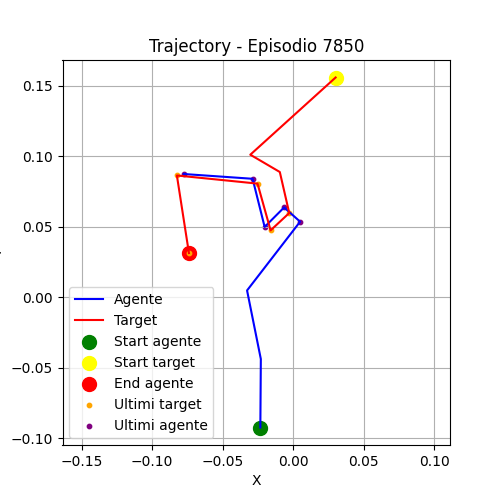 Trajectory - Episodio 7850
0.15
0.10
0.05
0.00
−0.05
−0.10
Agente
Target
Start agente
Start target
End agente
Ultimi target
Ultimi agente
−0.15
−0.10
−0.05
0.00
0.05
0.10
X